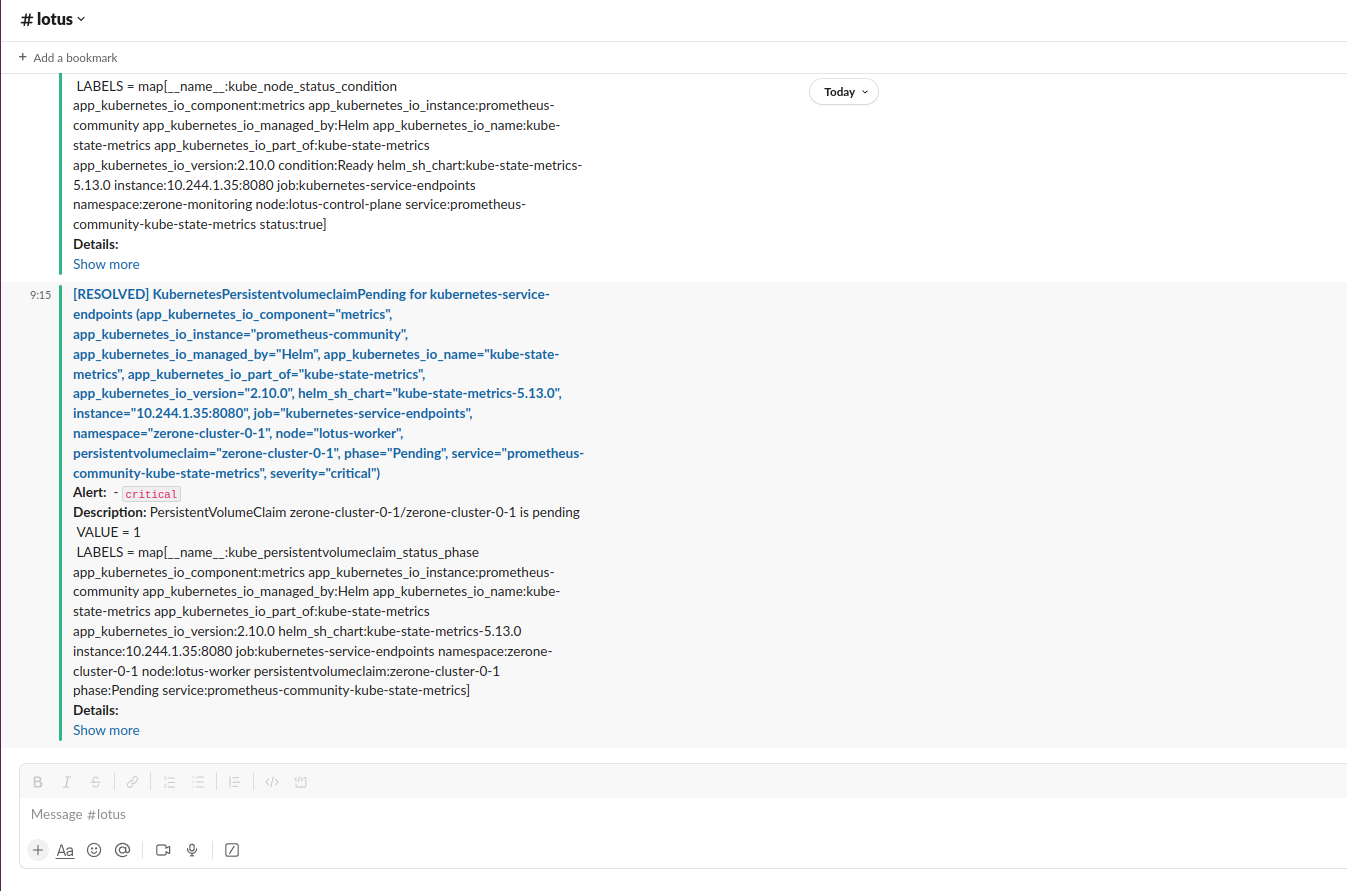 # lotus
+ Add a bookmark
Today
LABELS = map[__name__:kube_node_status_condition
app_kubernetes_io_component:metrics app_kubernetes_io_instance:prometheus-
community app_kubernetes_io_managed_by:Helm app_kubernetes_io_name:kube-
state-metrics app_kubernetes_io_part_of:kube-state-metrics
app_kubernetes_io_version:2.10.0 condition:Ready helm_sh_chart:kube-state-metrics-
5.13.0 instance:10.244.1.35:8080 job:kubernetes-service-endpoints
namespace:zerone-monitoring node:lotus-control-plane service:prometheus-
community-kube-state-metrics status:true]
Details:
Show more
9:15
[RESOLVED] KubernetesPersistentvolumeclaimPending for kubernetes-service-
endpoints (app_kubernetes_io_component="metrics",
app_kubernetes_io_instance="prometheus-community",
app_kubernetes_io_managed_by="Helm", app_kubernetes_io_name="kube-state-
metrics", app_kubernetes_io_part_of="kube-state-metrics",
app_kubernetes_io_version="2.10.0", helm_sh_chart="kube-state-metrics-5.13.0",
instance="10.244.1.35:8080", job="kubernetes-service-endpoints",
namespace="zerone-cluster-0-1", node="lotus-worker",
persistentvolumeclaim="zerone-cluster-0-1", phase="Pending", service="prometheus-
community-kube-state-metrics", severity="critical")
Alert: - critical
Description: PersistentVolumeClaim zerone-cluster-0-1/zerone-cluster-0-1 is pending
VALUE = 1
LABELS = map[__name__:kube_persistentvolumeclaim_status_phase
app_kubernetes_io_component:metrics app_kubernetes_io_instance:prometheus-
community app_kubernetes_io_managed_by:Helm app_kubernetes_io_name:kube-
state-metrics app_kubernetes_io_part_of:kube-state-metrics
app_kubernetes_io_version:2.10.0 helm_sh_chart:kube-state-metrics-5.13.0
instance:10.244.1.35:8080 job:kubernetes-service-endpoints namespace:zerone-
cluster-0-1 node:lotus-worker persistentvolumeclaim:zerone-cluster-0-1
phase:Pending service:prometheus-community-kube-state-metrics]
Details:
Show more
B I S
Message #lotus
+ Aa @